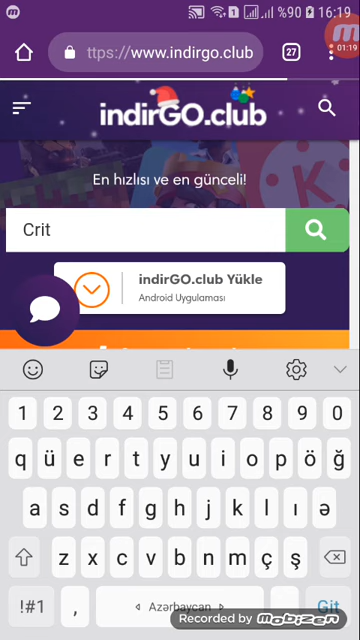 %90 16:19
ttps://www.indirgo.club
27
01:19
indirGO.club
En hızlısı ve en günceli!
Crit
indirGO.club Yükle
Android Uygulaması
1 2 3 4 5 6 7 8 9 0
q ü e r t y u i o p ö ğ
a s d f g h j k l ı ə
z x c v b n m ç ş
!#1 , Azərbaycan Git
Recorded by Mobizen